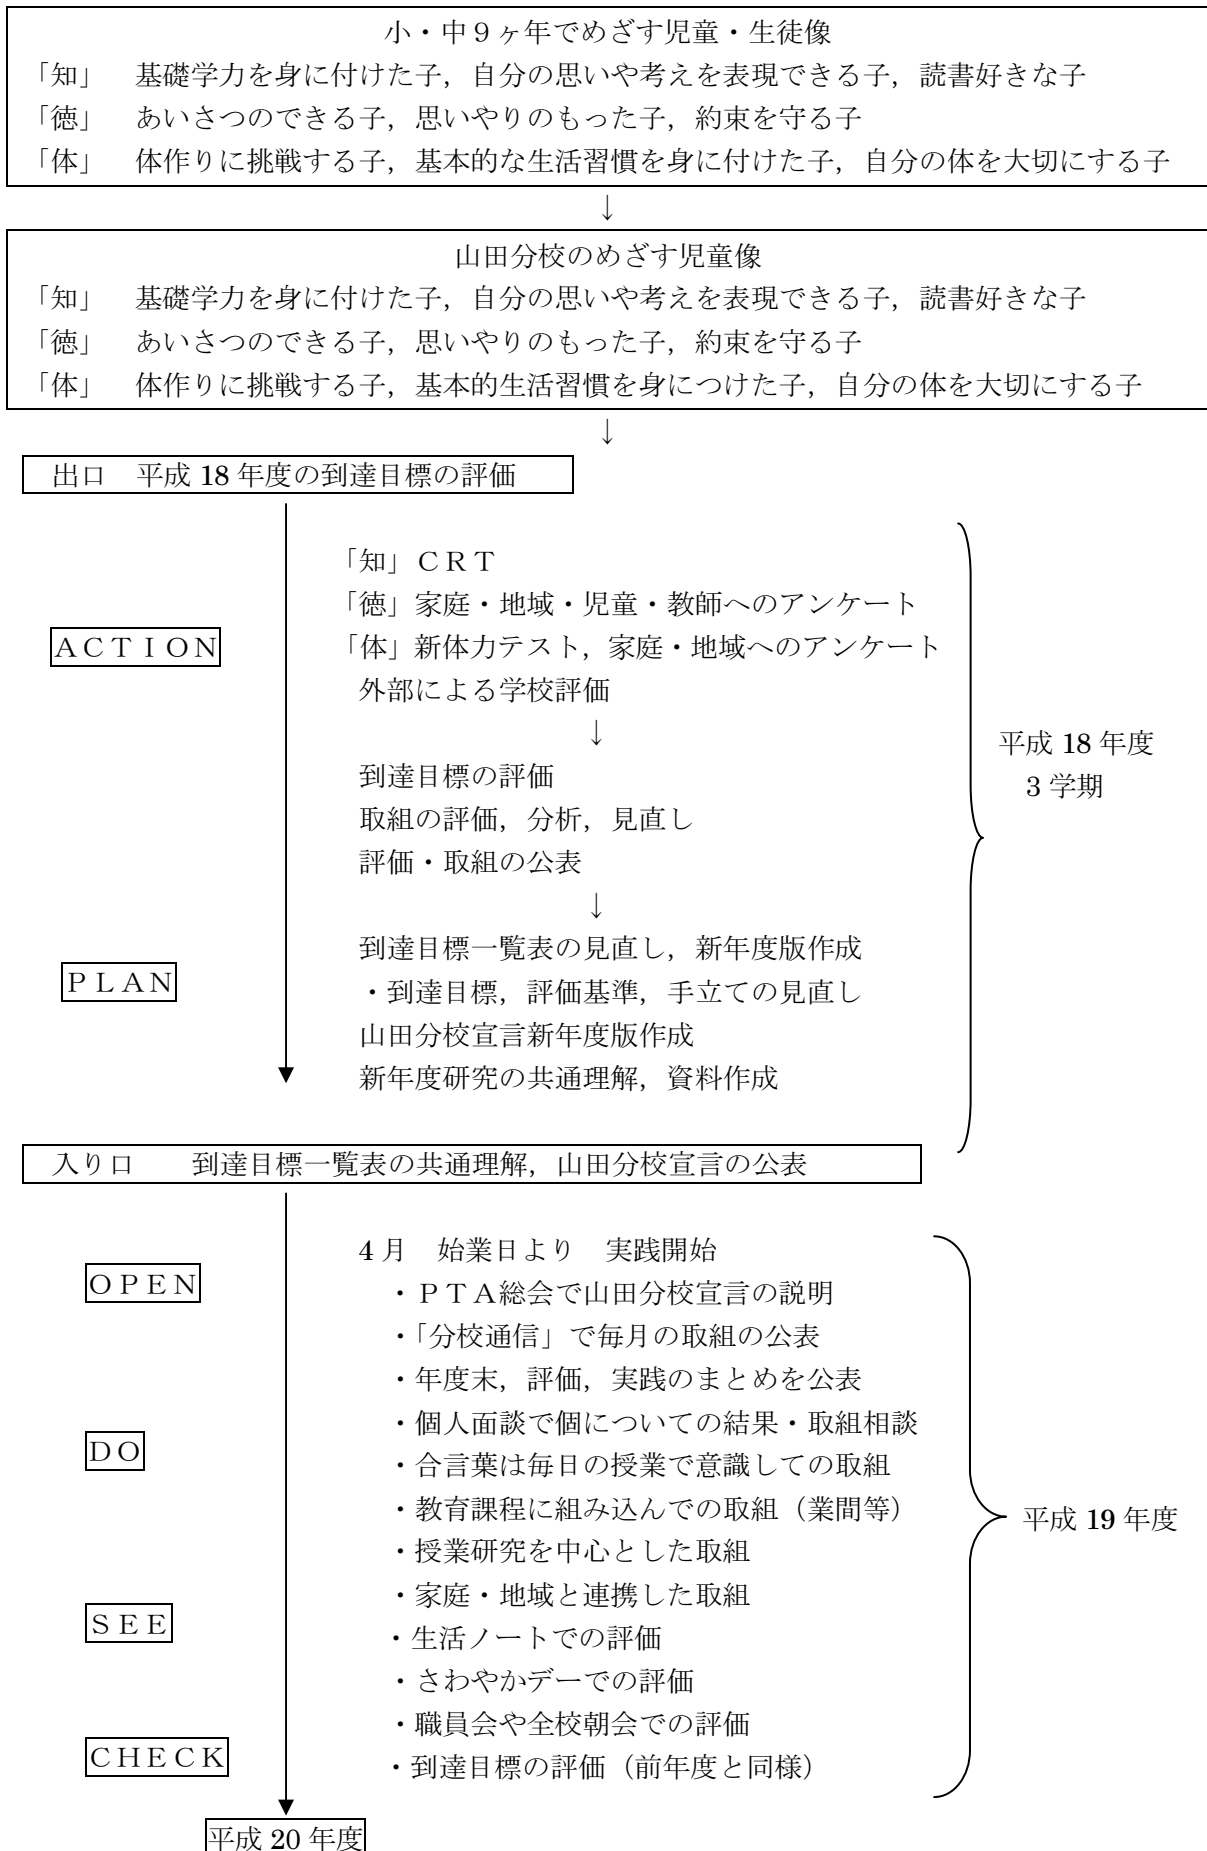 小・中９ヶ年でめざす児童・生徒像
「知」　基礎学力を身に付けた子，自分の思いや考えを表現できる子，読書好きな子
「徳」　あいさつのできる子，思いやりのもった子，約束を守る子
「体」　体作りに挑戦する子，基本的な生活習慣を身に付けた子，自分の体を大切にする子
↓
山田分校のめざす児童像
「知」　基礎学力を身に付けた子，自分の思いや考えを表現できる子，読書好きな子
「徳」　あいさつのできる子，思いやりのもった子，約束を守る子
「体」　体作りに挑戦する子，基本的生活習慣を身につけた子，自分の体を大切にする子
↓
出口　平成 18 年度の到達目標の評価
「知」ＣＲＴ
「徳」家庭・地域・児童・教師へのアンケート
ＡＣＴＩＯＮ
「体」新体力テスト，家庭・地域へのアンケート
外部による学校評価
↓
平成 18 年度
３学期
到達目標の評価
取組の評価，分析，見直し
評価・取組の公表
↓
到達目標一覧表の見直し，新年度版作成
ＰＬＡＮ
・到達目標，評価基準，手立ての見直し
山田分校宣言新年度版作成
新年度研究の共通理解，資料作成
入り口　　到達目標一覧表の共通理解，山田分校宣言の公表
4 月　始業日より　実践開始
ＯＰＥＮ
・ＰＴＡ総会で山田分校宣言の説明
・「分校通信」で毎月の取組の公表
・年度末，評価，実践のまとめを公表
・個人面談で個についての結果・取組相談
ＤＯ
・合言葉は毎日の授業で意識しての取組
・教育課程に組み込んでの取組（業間等）
平成 19 年度
・授業研究を中心とした取組
・家庭・地域と連携した取組
ＳＥＥ
・生活ノートでの評価
・さわやかデーでの評価
・職員会や全校朝会での評価
ＣＨＥＣＫ
・到達目標の評価（前年度と同様）
平成 20 年度